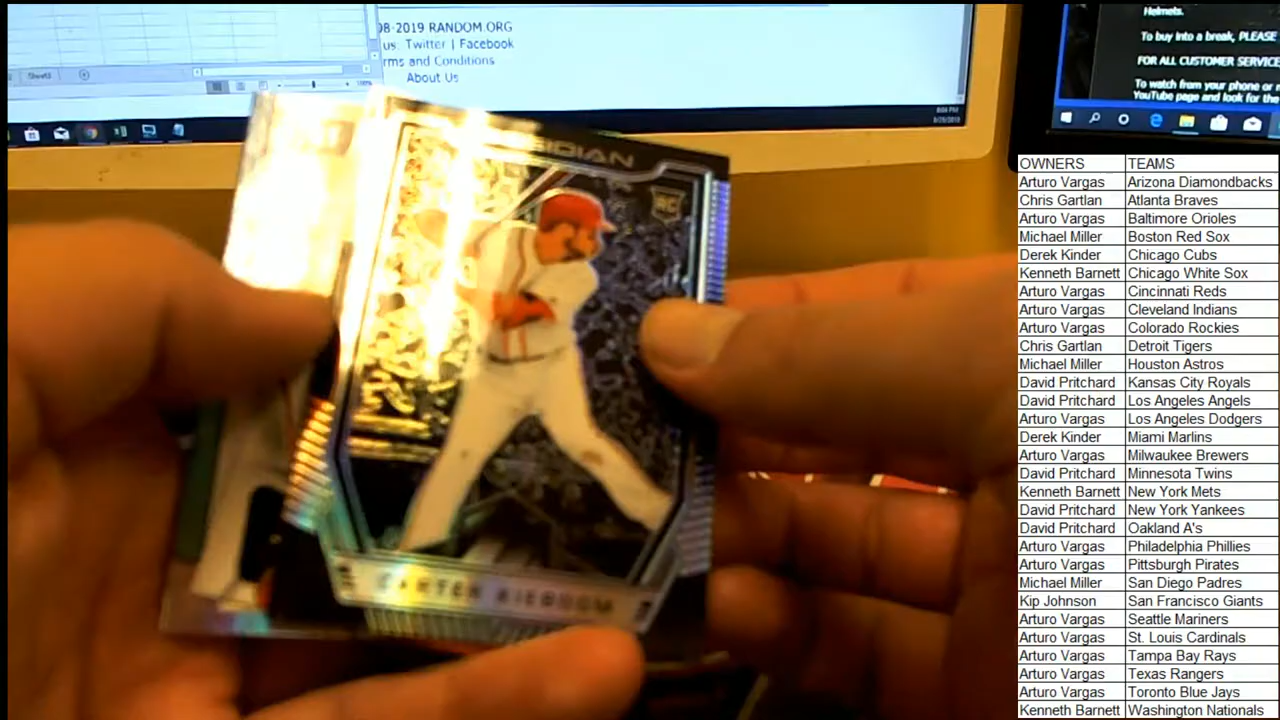 98-2019 RANDOM.ORG
us Twitter | Facebook
rms and Conditions
About Us
Sheet1
100%
Helmets.
To buy into a break, PLEASE
FOR ALL CUSTOMER SERVICE
To watch from your phone or
YouTube page and look for the
SIDIAN
RC
CARTER KIEBOOM
OWNERS TEAMS
Arturo Vargas Arizona Diamondbacks
Chris Gartlan Atlanta Braves
Arturo Vargas Baltimore Orioles
Michael Miller Boston Red Sox
Derek Kinder Chicago Cubs
Kenneth Barnett Chicago White Sox
Arturo Vargas Cincinnati Reds
Arturo Vargas Cleveland Indians
Arturo Vargas Colorado Rockies
Chris Gartlan Detroit Tigers
Michael Miller Houston Astros
David Pritchard Kansas City Royals
David Pritchard Los Angeles Angels
Arturo Vargas Los Angeles Dodgers
Derek Kinder Miami Marlins
Arturo Vargas Milwaukee Brewers
David Pritchard Minnesota Twins
Kenneth Barnett New York Mets
David Pritchard New York Yankees
David Pritchard Oakland A's
Arturo Vargas Philadelphia Phillies
Arturo Vargas Pittsburgh Pirates
Michael Miller San Diego Padres
Kip Johnson San Francisco Giants
Arturo Vargas Seattle Mariners
Arturo Vargas St. Louis Cardinals
Arturo Vargas Tampa Bay Rays
Arturo Vargas Texas Rangers
Arturo Vargas Toronto Blue Jays
Kenneth Barnett Washington Nationals